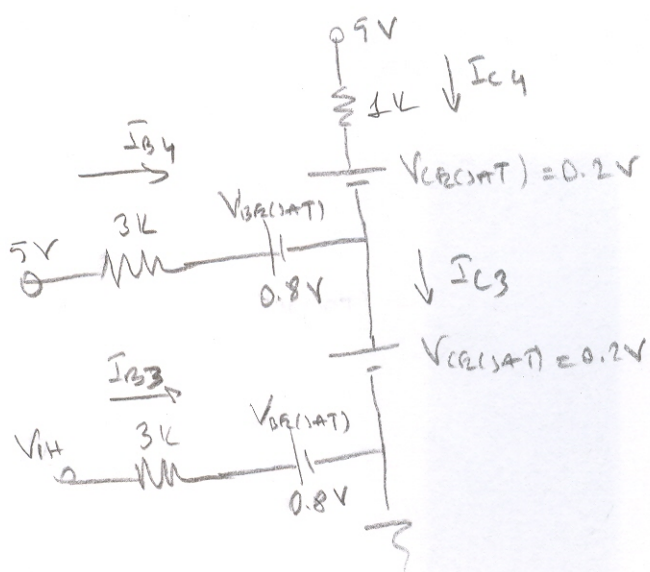 5V
1K
IC4
IB4
VCE(SAT) = 0.2V
VBE(SAT)
3K
5V
0.8V
IC3
VCE(SAT) = 0.2V
IB3
3K
VBE(SAT)
VIH
0.8V